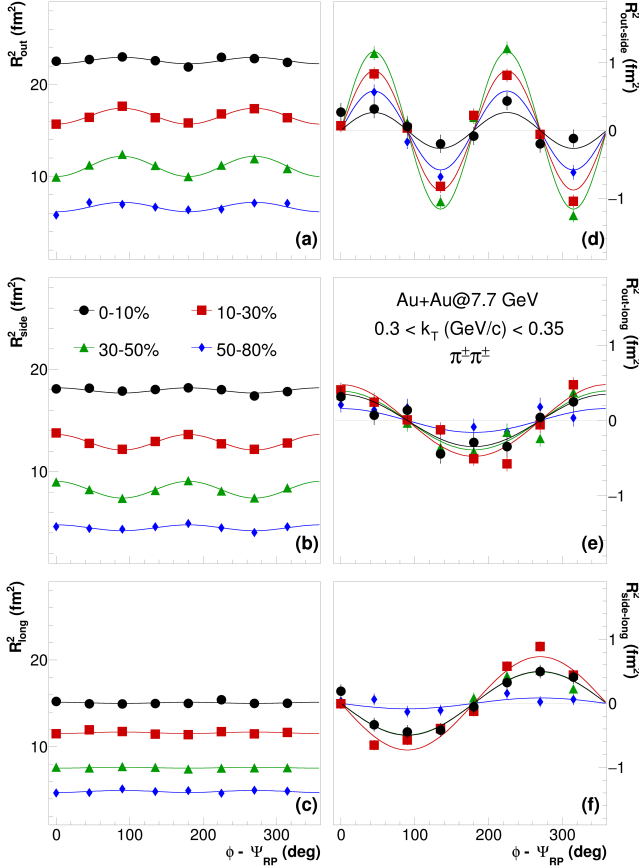 R²out (fm²)
20
10
(a)
R²out-side (fm²)
1
0
−1
(d)
R²side (fm²)
0-10%
10-30%
30-50%
50-80%
20
10
(b)
Au+Au@7.7 GeV
0.3 < kT (GeV/c) < 0.35
π±π±
R²out-long (fm²)
1
0
−1
(e)
R²long (fm²)
20
10
(c)
0 100 200 300
ϕ - ΨRP (deg)
R²side-long (fm²)
1
0
−1
(f)
0 100 200 300
ϕ - ΨRP (deg)